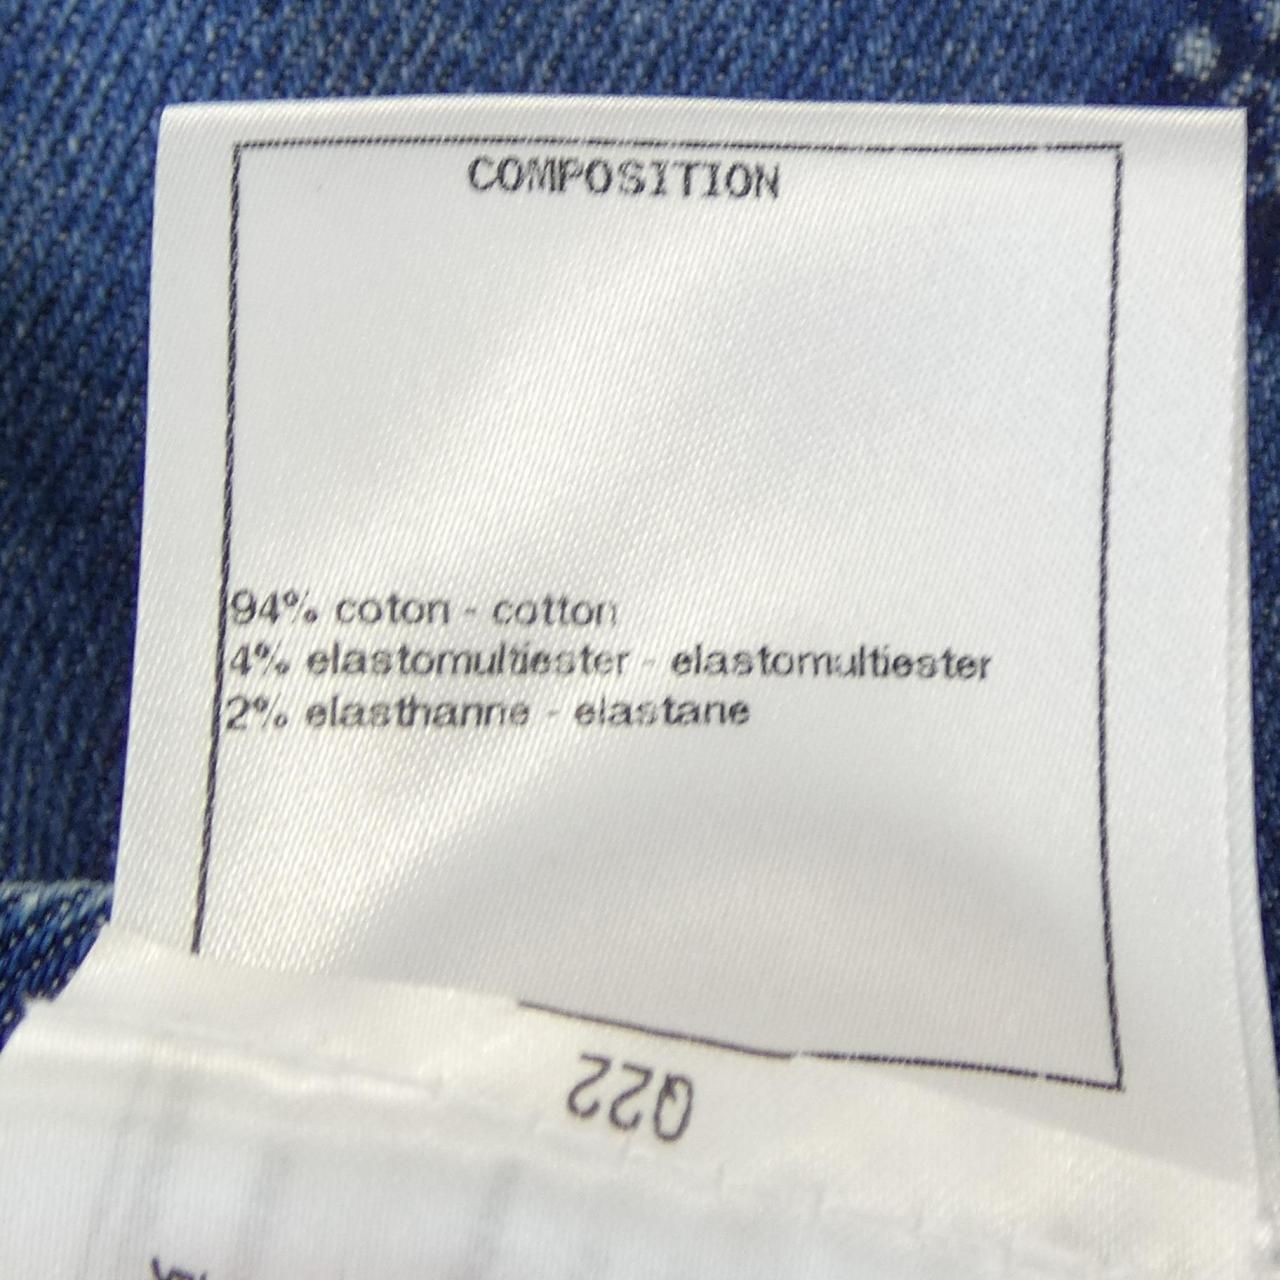 COMPOSITION
94% coton - cotton
4% elastomultiester - elastomultiester
2% elasthanne - elastane
Q22